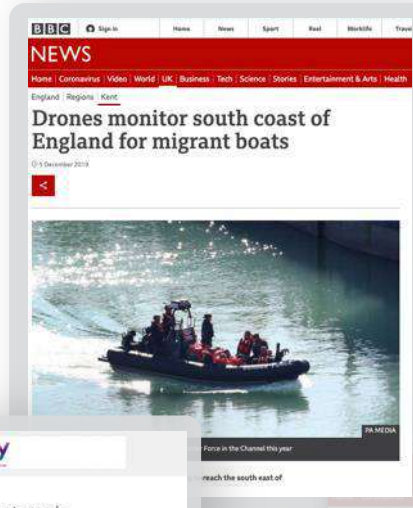 BBC Sign in Home News Sport Reel Worklife Travel
NEWS
Home Coronavirus Video World UK Business Tech Science Stories Entertainment & Arts Health
England Regions Kent
Drones monitor south coast of
England for migrant boats
5 December 2019
PA MEDIA
Force in the Channel this year
reach the south east of
y